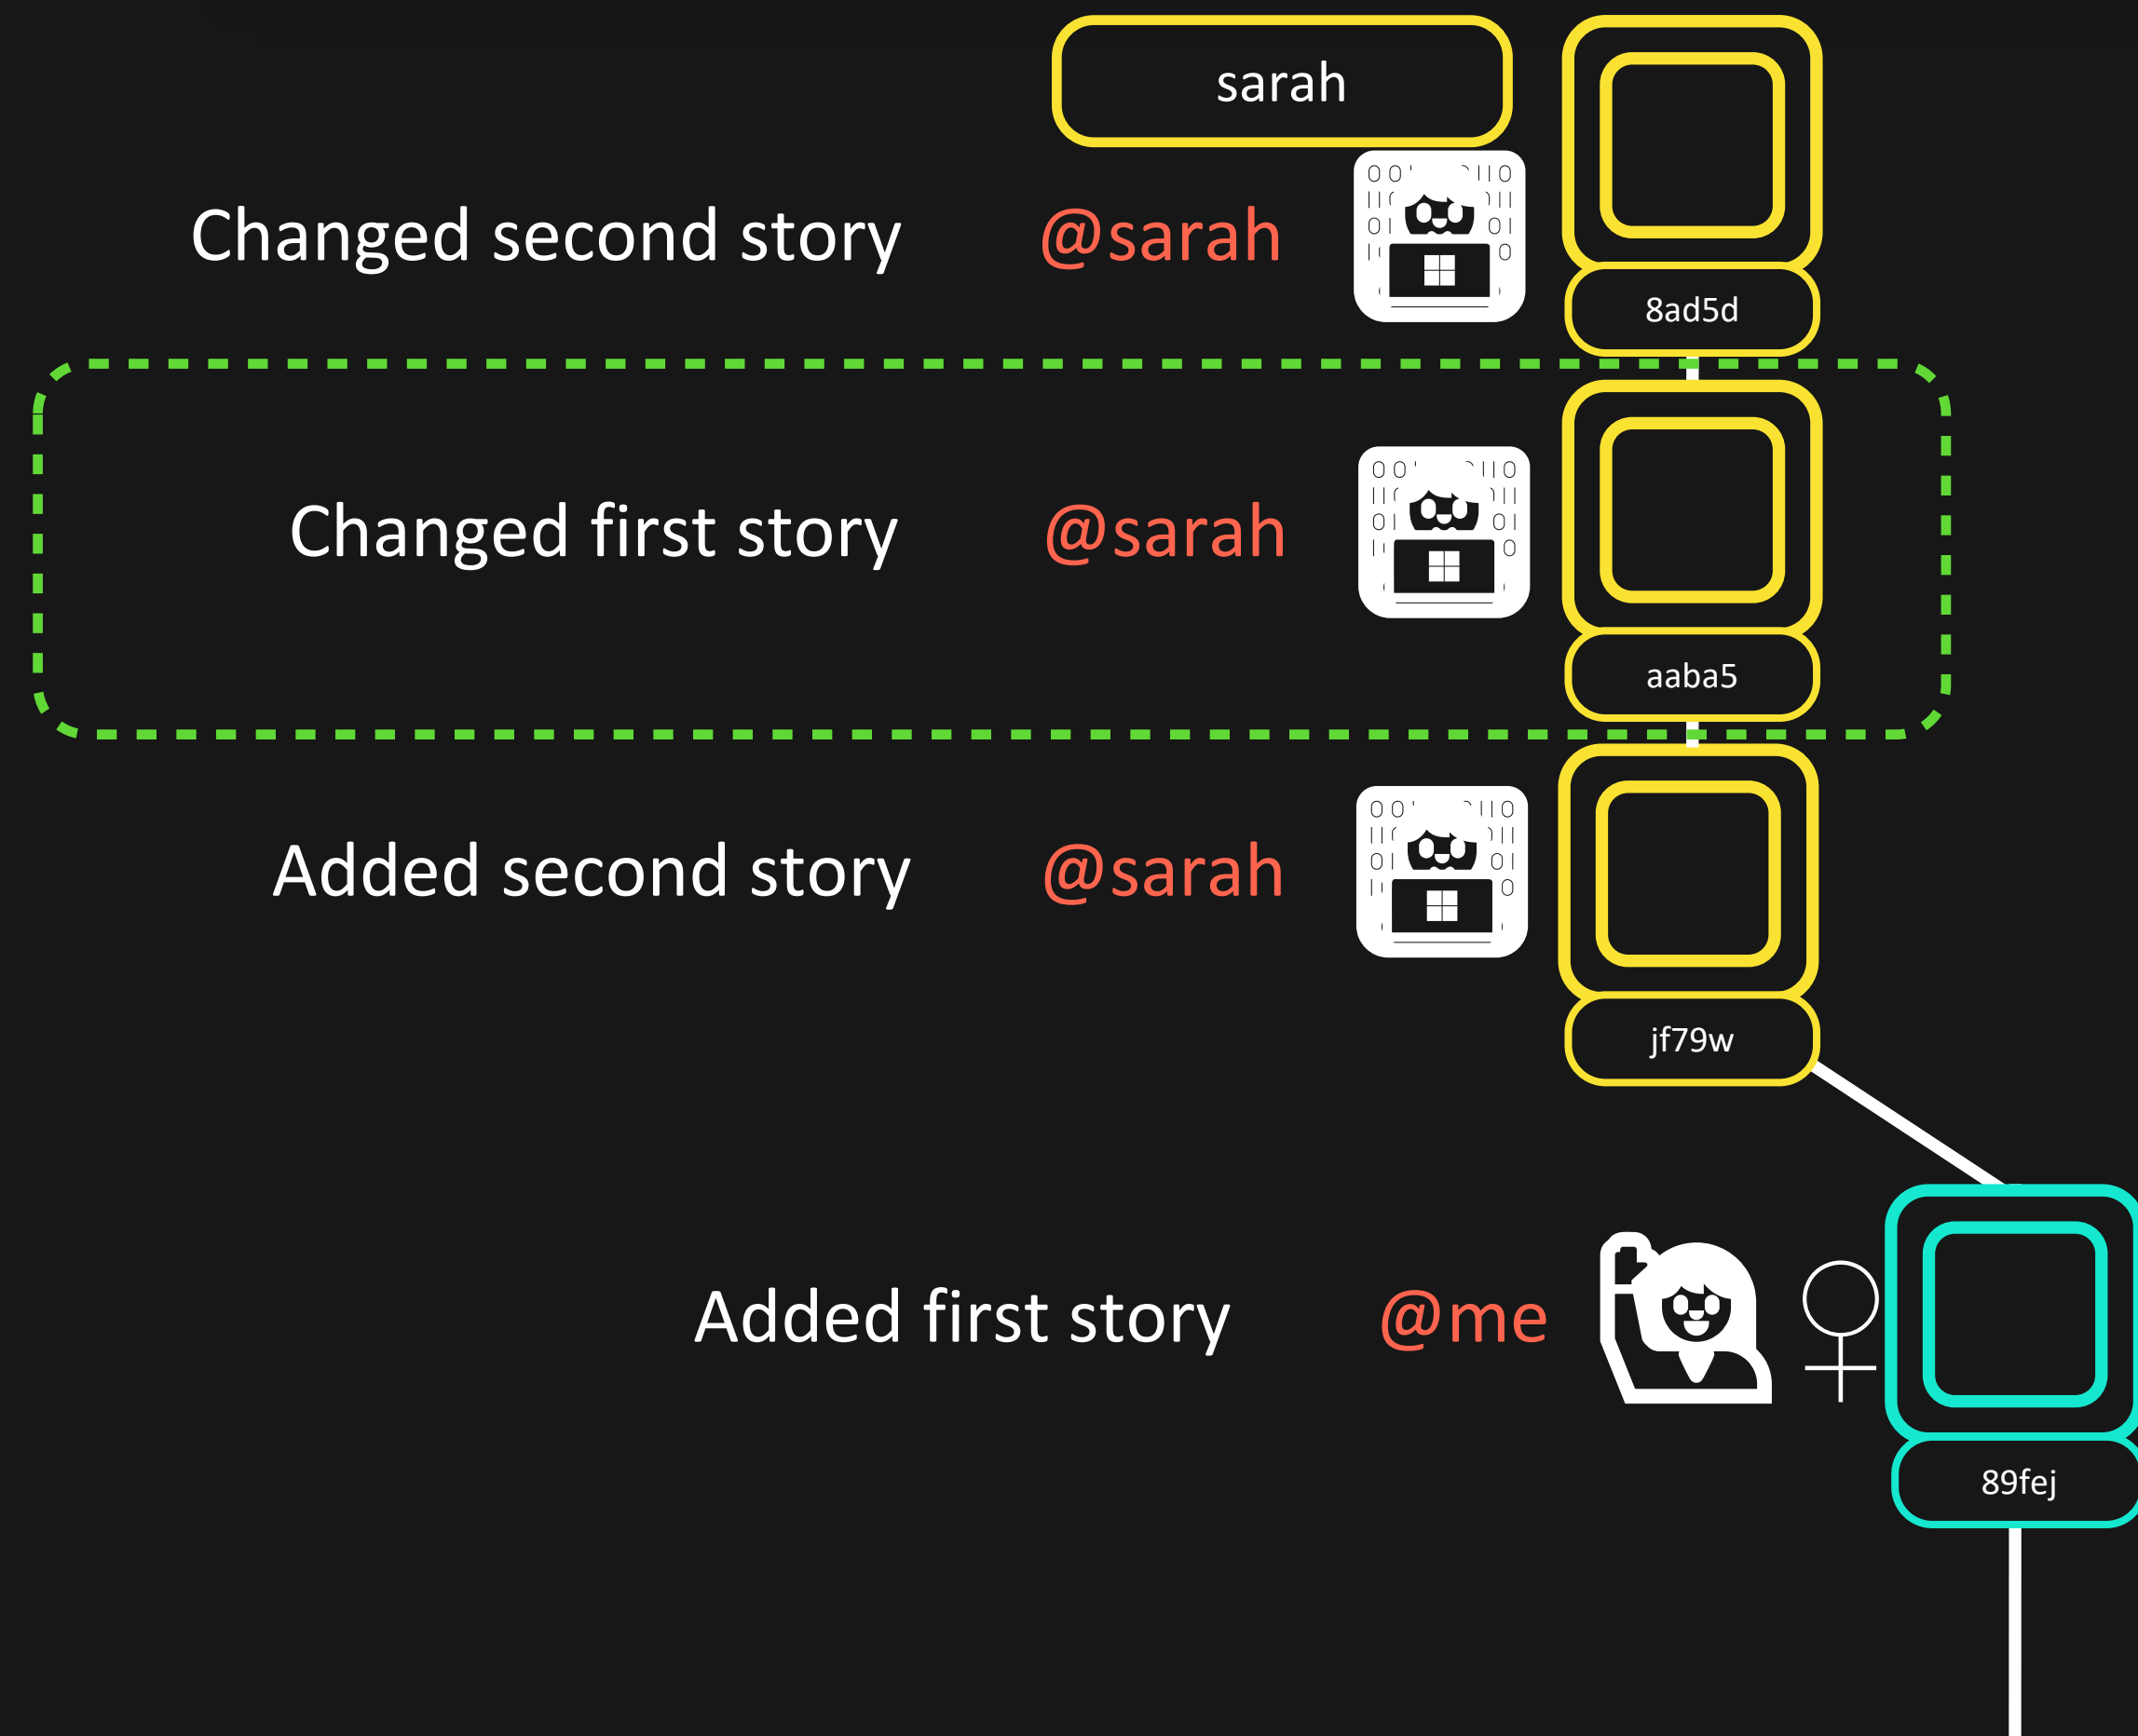 sarah
Changed second story @sarah
8ad5d
Changed first story @sarah
aaba5
Added second story @sarah
jf79w
Added first story @me
89fej